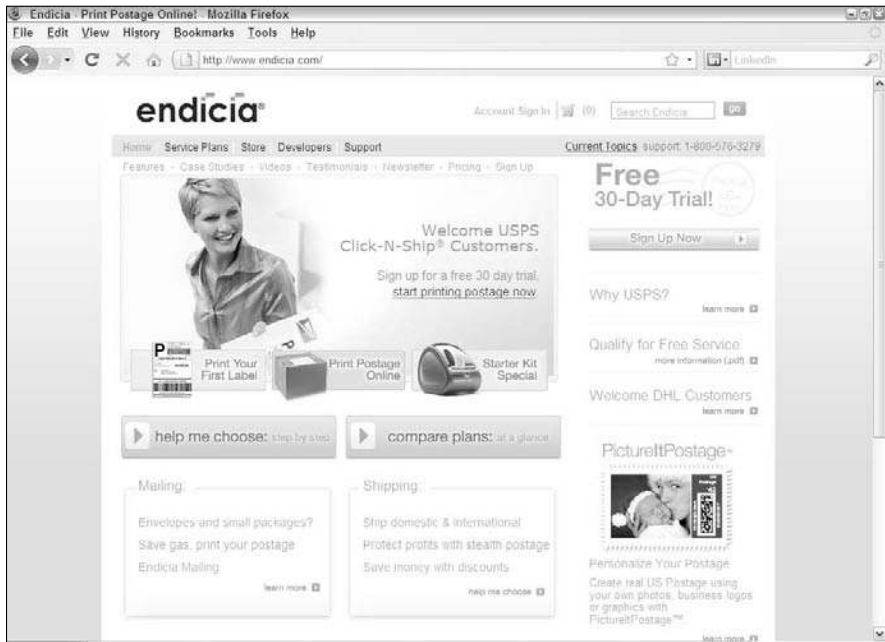 Endicia - Print Postage Online! - Mozilla Firefox
File Edit View History Bookmarks Tools Help
http://www.endicia.com/
LinkedIn
endicia®
Account Sign In (0) Search Endicia go
Home Service Plans Store Developers Support
Current Topics support 1-800-576-3279
Features - Case Studies - Videos - Testimonials - Newsletter - Pricing - Sign Up
Welcome USPS
Click-N-Ship® Customers.
Sign up for a free 30 day trial,
start printing postage now.
P
Print Your
First Label
Print Postage
Online
Starter Kit
Special
help me choose: step by step
compare plans: at a glance
Mailing:
Envelopes and small packages?
Save gas, print your postage
Endicia Mailing
learn more
Shipping:
Ship domestic & international
Protect profits with stealth postage
Save money with discounts
help me choose
Free
30-Day Trial!
Sign Up Now
Why USPS?
learn more
Qualify for Free Service
more information (.pdf)
Welcome DHL Customers
learn more
PictureItPostage™
Personalize Your Postage
Create real US Postage using
your own photos, business logos
or graphics with
PictureItPostage™
learn more